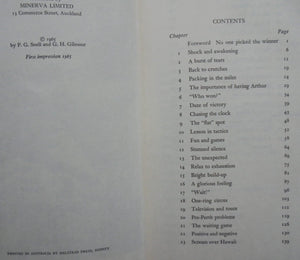 MINERVA LIMITED
13 Commerce Street, Auckland
© 1965
by P. G. Snell and G. H. Gilmour
First impression 1965
PRINTED IN AUSTRALIA BY HALSTEAD PRESS, SYDNEY
CONTENTS
Chapter Page
Foreword No one picked the winner
1 Shock and awakening
2 A burst of tears
3 Back to crutches
4 Packing in the miles
5 The importance of having Arthur
6 "Who won?"
7 Date of victory
8 Chasing the clock
9 The "flat" spot
10 Lesson in tactics
11 Fun and games
12 Stunned silence
13 The unexpected
14 Relax to exhaustion
15 Bright build-up
16 A glorious feeling
17 "Wait!"
18 One-ring circus
19 Television and tours
20 Pre-Perth problems
21 The waiting game
22 Positive and negative
23 Scream over Hawaii